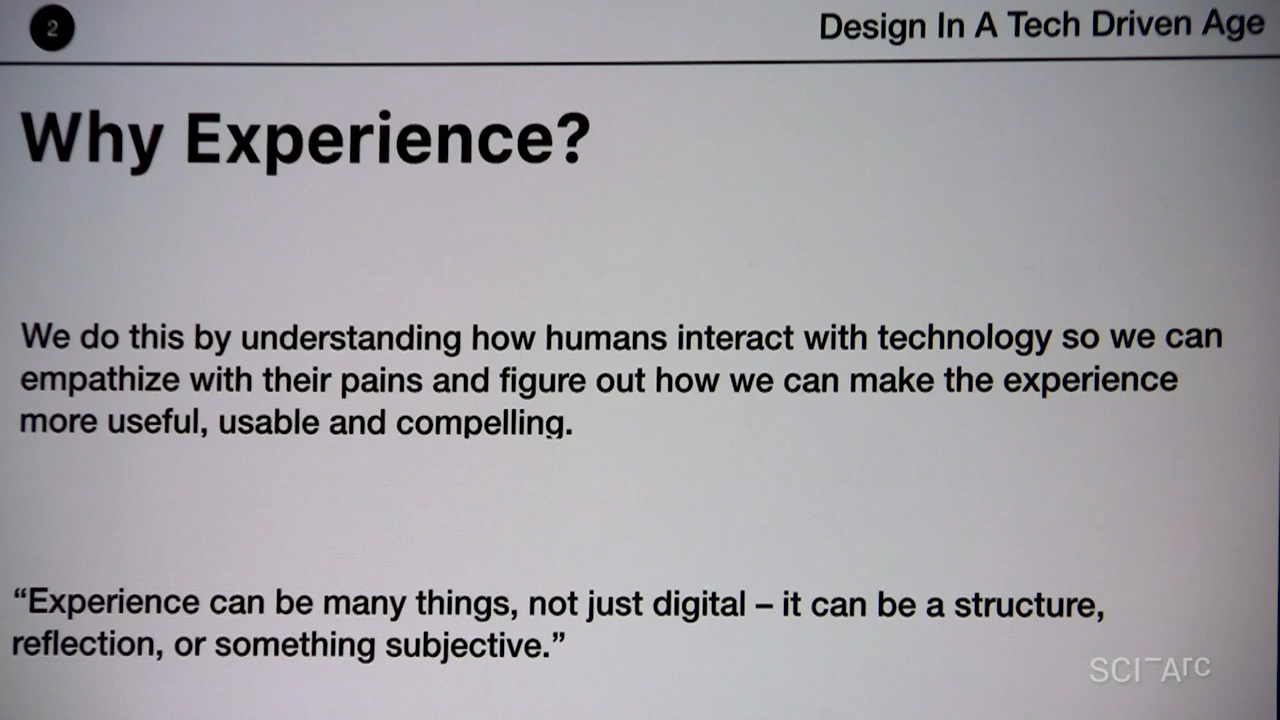 2
Design In A Tech Driven Age
Why Experience?
We do this by understanding how humans interact with technology so we can
empathize with their pains and figure out how we can make the experience
more useful, usable and compelling.
“Experience can be many things, not just digital – it can be a structure,
reflection, or something subjective.”
SCI-Arc